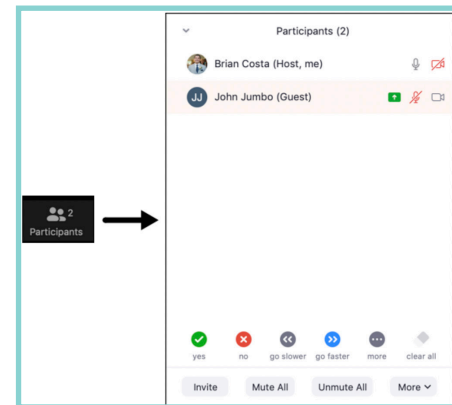 Participants (2)
Brian Costa (Host, me)
JJ John Jumbo (Guest)
2
Participants
yes no go slower go faster more clear all
Invite Mute All Unmute All More